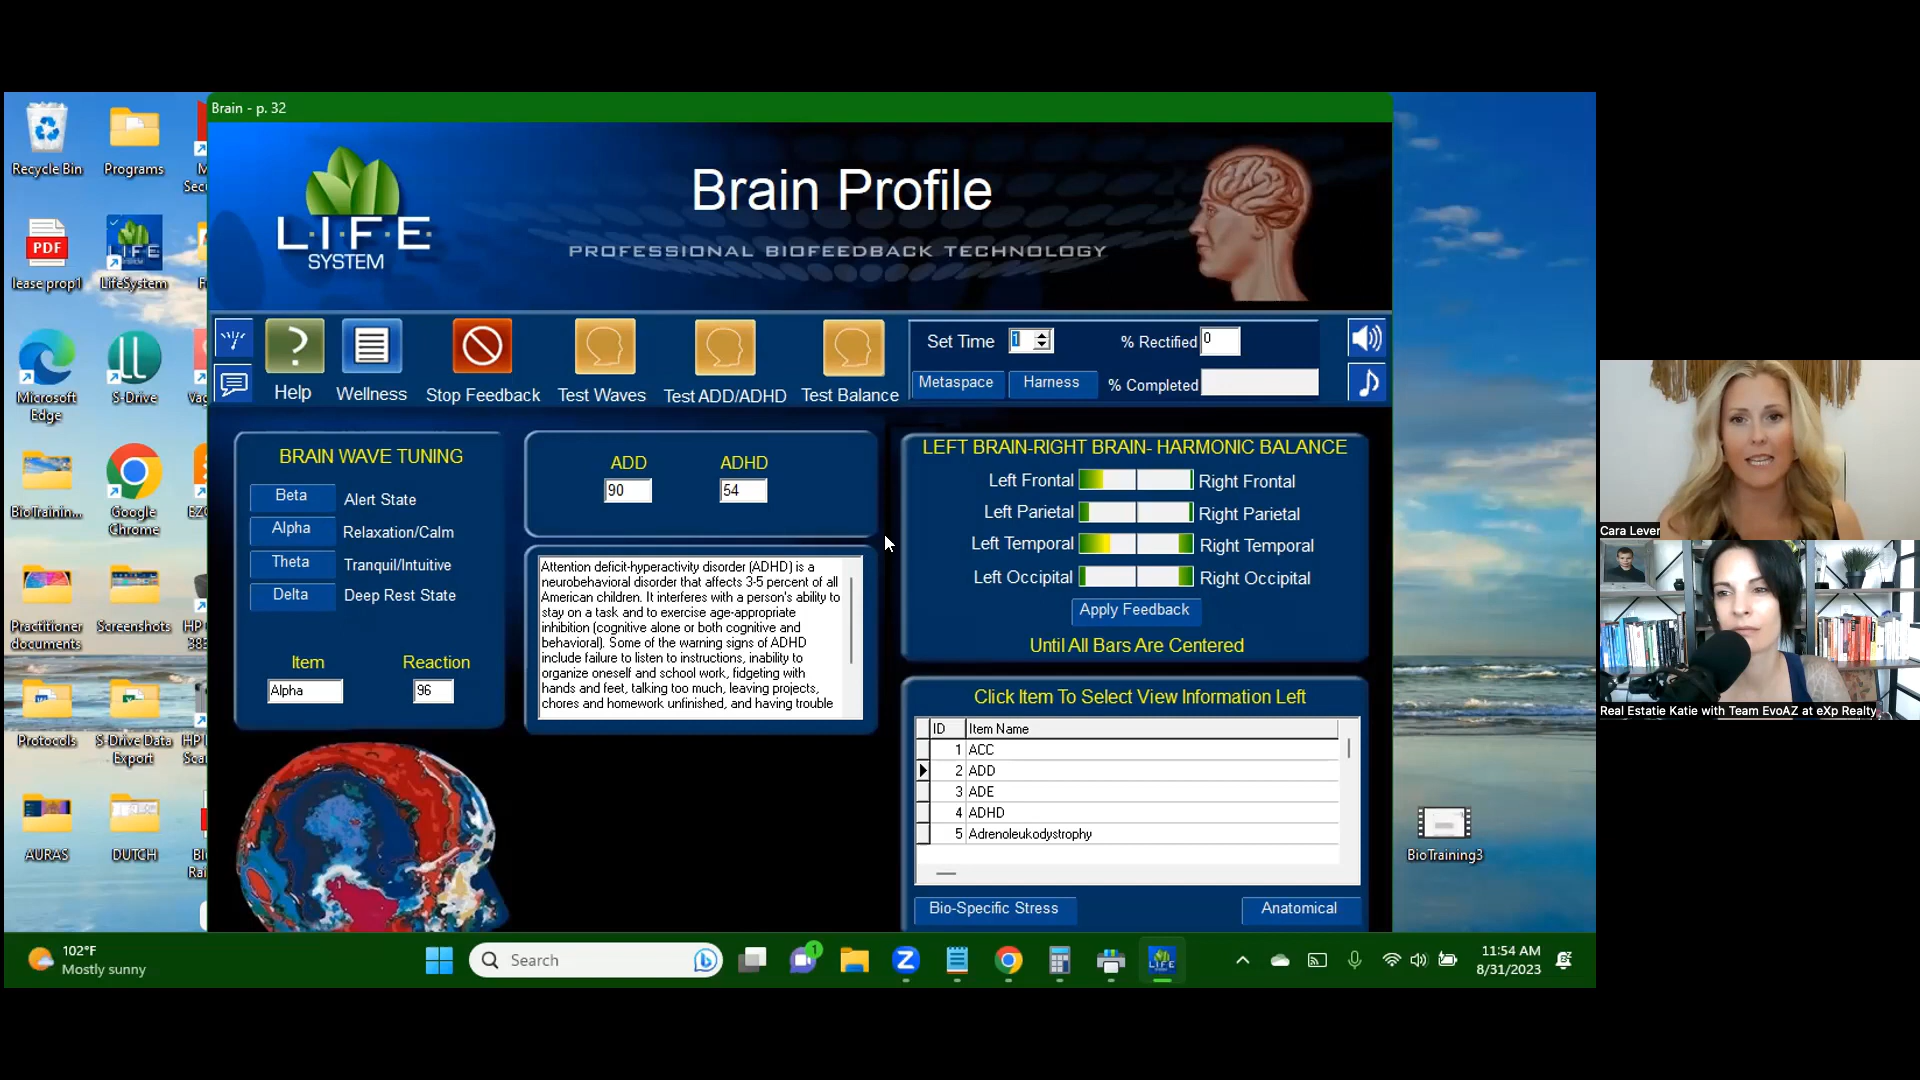 Brain - p. 32
Recycle Bin
Programs
PDF
lease prop1
LifeSystem
Microsoft Edge
S-Drive
BioTrainin...
Google Chrome
Practitioner documents
Screenshots
Protocols
S-Drive Data Export
AURAS
DUTCH
BioTraining3
L·I·F·E
SYSTEM
Brain Profile
PROFESSIONAL BIOFEEDBACK TECHNOLOGY
Help
Wellness
Stop Feedback
Test Waves
Test ADD/ADHD
Test Balance
Set Time 1
% Rectified 0
Metaspace
Harness
% Completed
BRAIN WAVE TUNING
Beta Alert State
Alpha Relaxation/Calm
Theta Tranquil/Intuitive
Delta Deep Rest State
Item Reaction
Alpha 96
ADD ADHD
90 54
Attention deficit-hyperactivity disorder (ADHD) is a
neurobehavioral disorder that affects 3-5 percent of all
American children. It interferes with a person's ability to
stay on a task and to exercise age-appropriate
inhibition (cognitive alone or both cognitive and
behavioral). Some of the warning signs of ADHD
include failure to listen to instructions, inability to
organize oneself and school work, fidgeting with
hands and feet, talking too much, leaving projects,
chores and homework unfinished, and having trouble
LEFT BRAIN-RIGHT BRAIN- HARMONIC BALANCE
Left Frontal Right Frontal
Left Parietal Right Parietal
Left Temporal Right Temporal
Left Occipital Right Occipital
Apply Feedback
Until All Bars Are Centered
Click Item To Select View Information Left
ID Item Name
1 ACC
2 ADD
3 ADE
4 ADHD
5 Adrenoleukodystrophy
Bio-Specific Stress
Anatomical
Cara Lever
Real Estatie Katie with Team EvoAZ at eXp Realty
102°F
Mostly sunny
Search
1
11:54 AM
8/31/2023